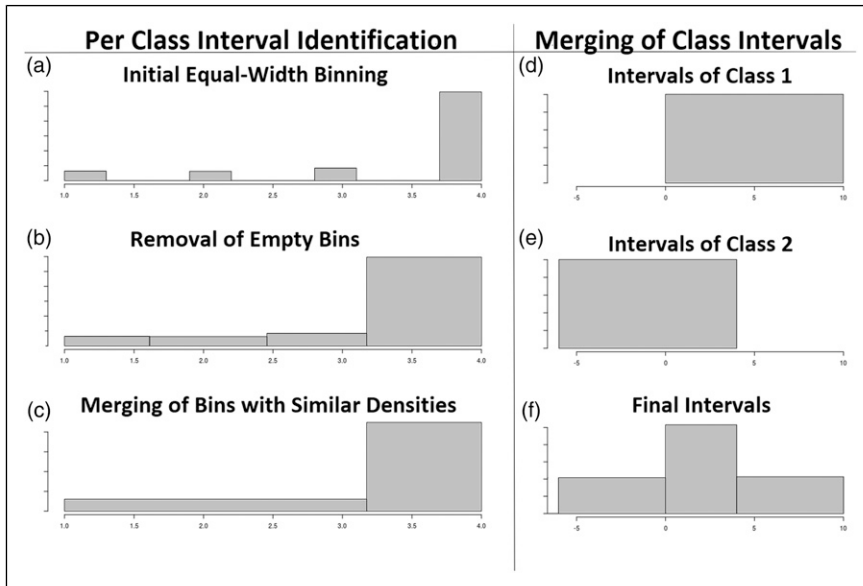 Per Class Interval Identification
(a)
Initial Equal-Width Binning
1.0 1.5 2.0 2.5 3.0 3.5 4.0
(b)
Removal of Empty Bins
1.0 1.5 2.0 2.5 3.0 3.5 4.0
(c)
Merging of Bins with Similar Densities
1.0 1.5 2.0 2.5 3.0 3.5 4.0
Merging of Class Intervals
(d)
Intervals of Class 1
-5 0 5 10
(e)
Intervals of Class 2
-5 0 5 10
(f)
Final Intervals
-5 0 5 10